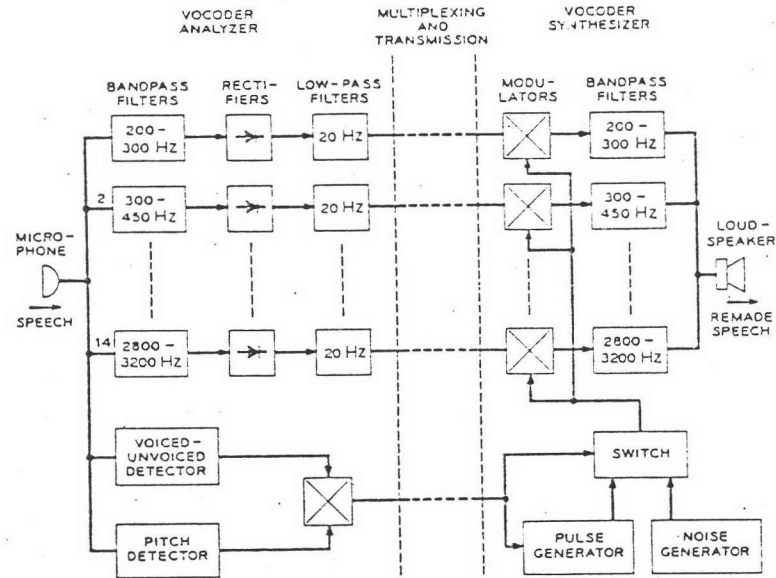 VOCODER
ANALYZER
MULTIPLEXING
AND
TRANSMISSION
VOCODER
SYNTHESIZER
BANDPASS
FILTERS
RECTI-
FIERS
LOW-PASS
FILTERS
MODU-
LATORS
BANDPASS
FILTERS
200-
300 HZ
20 HZ
200-
300 HZ
2
300-
450 HZ
20 HZ
300-
450 HZ
MICRO-
PHONE
SPEECH
LOUD-
SPEAKER
REMADE
SPEECH
14
2800-
3200 HZ
20 HZ
2800-
3200 HZ
VOICED-
UNVOICED
DETECTOR
SWITCH
PITCH
DETECTOR
PULSE
GENERATOR
NOISE
GENERATOR